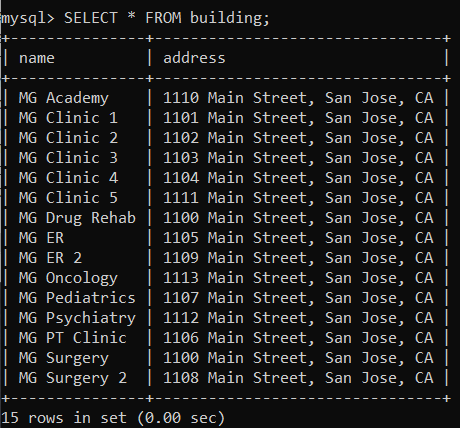 mysql> SELECT * FROM building;
+---------------+-------------------------------+
| name          | address                       |
+---------------+-------------------------------+
| MG Academy    | 1110 Main Street, San Jose, CA |
| MG Clinic 1   | 1101 Main Street, San Jose, CA |
| MG Clinic 2   | 1102 Main Street, San Jose, CA |
| MG Clinic 3   | 1103 Main Street, San Jose, CA |
| MG Clinic 4   | 1104 Main Street, San Jose, CA |
| MG Clinic 5   | 1111 Main Street, San Jose, CA |
| MG Drug Rehab | 1100 Main Street, San Jose, CA |
| MG ER         | 1105 Main Street, San Jose, CA |
| MG ER 2       | 1109 Main Street, San Jose, CA |
| MG Oncology   | 1113 Main Street, San Jose, CA |
| MG Pediatrics | 1107 Main Street, San Jose, CA |
| MG Psychiatry | 1112 Main Street, San Jose, CA |
| MG PT Clinic  | 1106 Main Street, San Jose, CA |
| MG Surgery    | 1100 Main Street, San Jose, CA |
| MG Surgery 2  | 1108 Main Street, San Jose, CA |
+---------------+-------------------------------+
15 rows in set (0.00 sec)